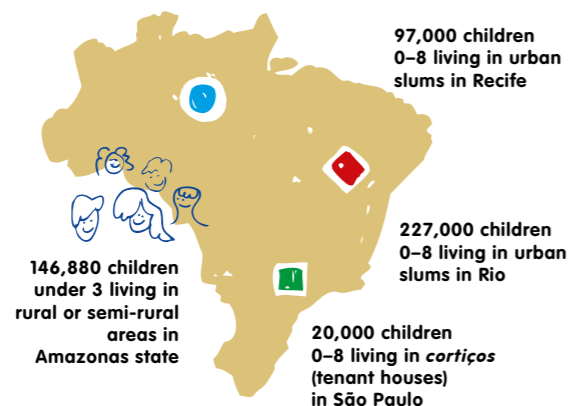 97,000 children
0–8 living in urban
slums in Recife
227,000 children
0–8 living in urban
slums in Rio
146,880 children
under 3 living in
rural or semi-rural
areas in
Amazonas state
20,000 children
0–8 living in cortiços
(tenant houses)
in São Paulo